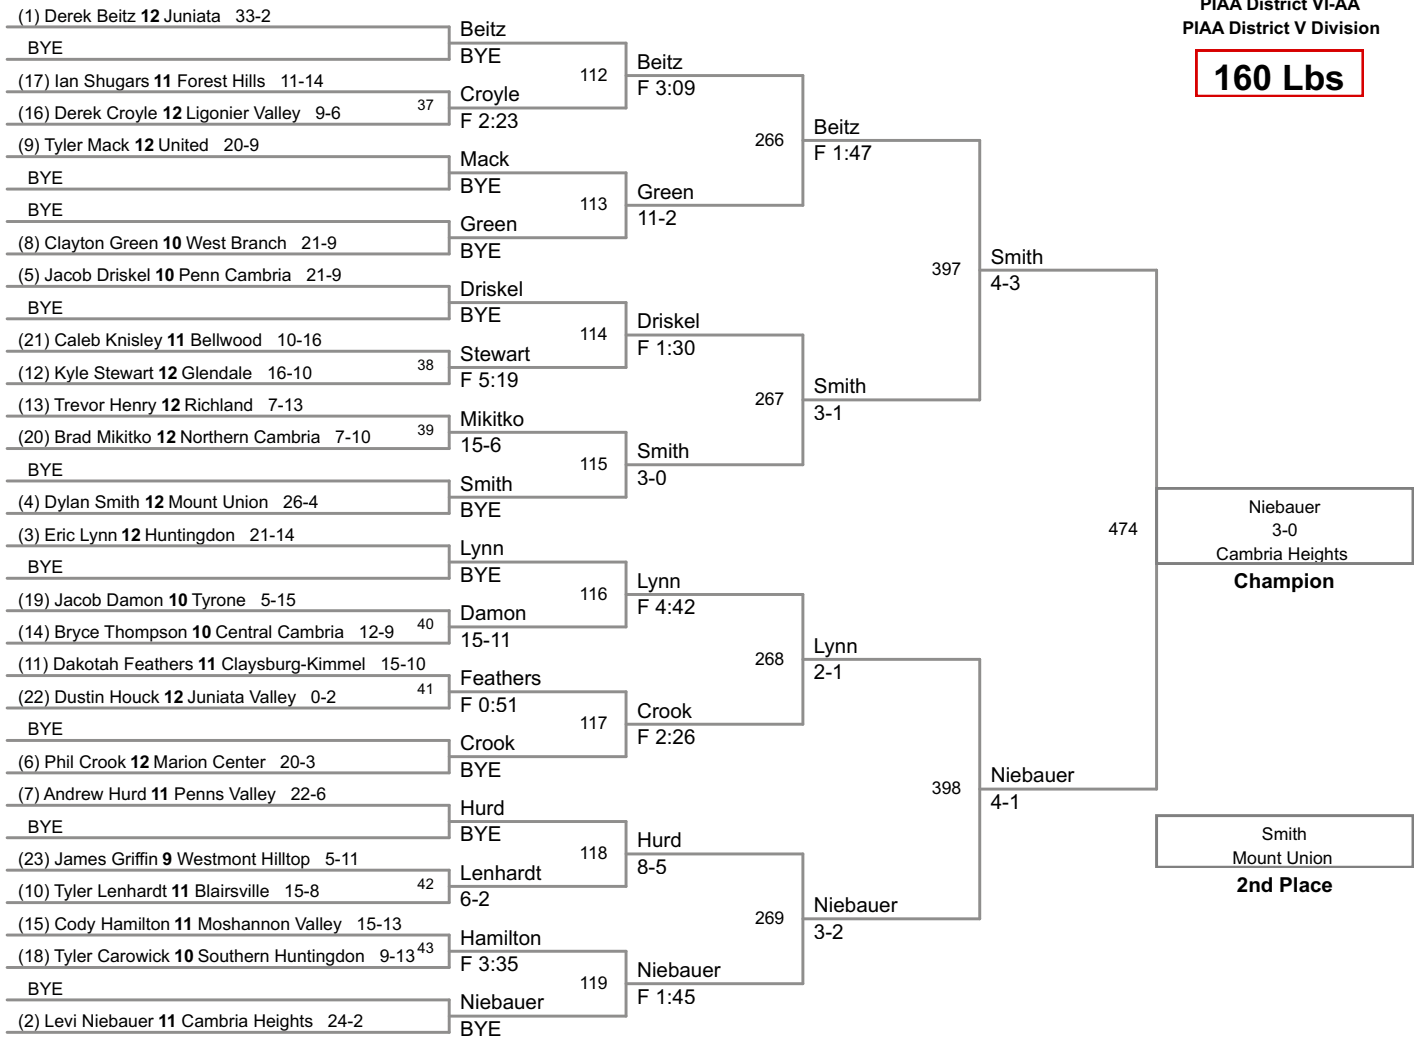 PIAA District VI-AA
PIAA District V Division
160 Lbs
(1) Derek Beitz 12 Juniata 33-2
BYE
(17) Ian Shugars 11 Forest Hills 11-14
(16) Derek Croyle 12 Ligonier Valley 9-6
37
(9) Tyler Mack 12 United 20-9
BYE
BYE
(8) Clayton Green 10 West Branch 21-9
(5) Jacob Driskel 10 Penn Cambria 21-9
BYE
(21) Caleb Knisley 11 Bellwood 10-16
(12) Kyle Stewart 12 Glendale 16-10
38
(13) Trevor Henry 12 Richland 7-13
(20) Brad Mikitko 12 Northern Cambria 7-10
39
BYE
(4) Dylan Smith 12 Mount Union 26-4
(3) Eric Lynn 12 Huntingdon 21-14
BYE
(19) Jacob Damon 10 Tyrone 5-15
(14) Bryce Thompson 10 Central Cambria 12-9
40
(11) Dakotah Feathers 11 Claysburg-Kimmel 15-10
(22) Dustin Houck 12 Juniata Valley 0-2
41
BYE
(6) Phil Crook 12 Marion Center 20-3
(7) Andrew Hurd 11 Penns Valley 22-6
BYE
(23) James Griffin 9 Westmont Hilltop 5-11
(10) Tyler Lenhardt 11 Blairsville 15-8
42
(15) Cody Hamilton 11 Moshannon Valley 15-13
(18) Tyler Carowick 10 Southern Huntingdon 9-13
43
BYE
(2) Levi Niebauer 11 Cambria Heights 24-2
Beitz
BYE
112
Croyle
F 2:23
Mack
BYE
113
Green
BYE
Driskel
BYE
114
Stewart
F 5:19
Mikitko
15-6
115
Smith
BYE
Lynn
BYE
116
Damon
15-11
Feathers
F 0:51
117
Crook
BYE
Hurd
BYE
118
Lenhardt
6-2
Hamilton
F 3:35
119
Niebauer
BYE
Beitz
F 3:09
266
Green
11-2
Driskel
F 1:30
267
Smith
3-0
Lynn
F 4:42
268
Crook
F 2:26
Hurd
8-5
269
Niebauer
F 1:45
Beitz
F 1:47
397
Smith
3-1
Lynn
2-1
398
Niebauer
3-2
Smith
4-3
474
Niebauer
4-1
Niebauer
3-0
Cambria Heights
Champion
Smith
Mount Union
2nd Place